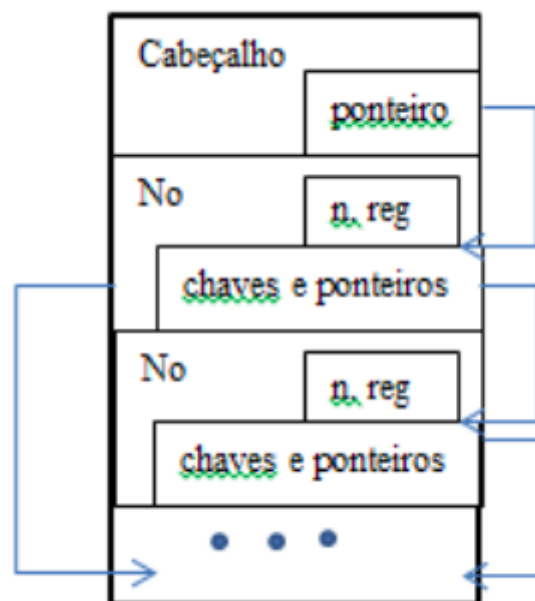 Cabeçalho
ponteiro
No
n. reg
chaves e ponteiros
No
n. reg
chaves e ponteiros